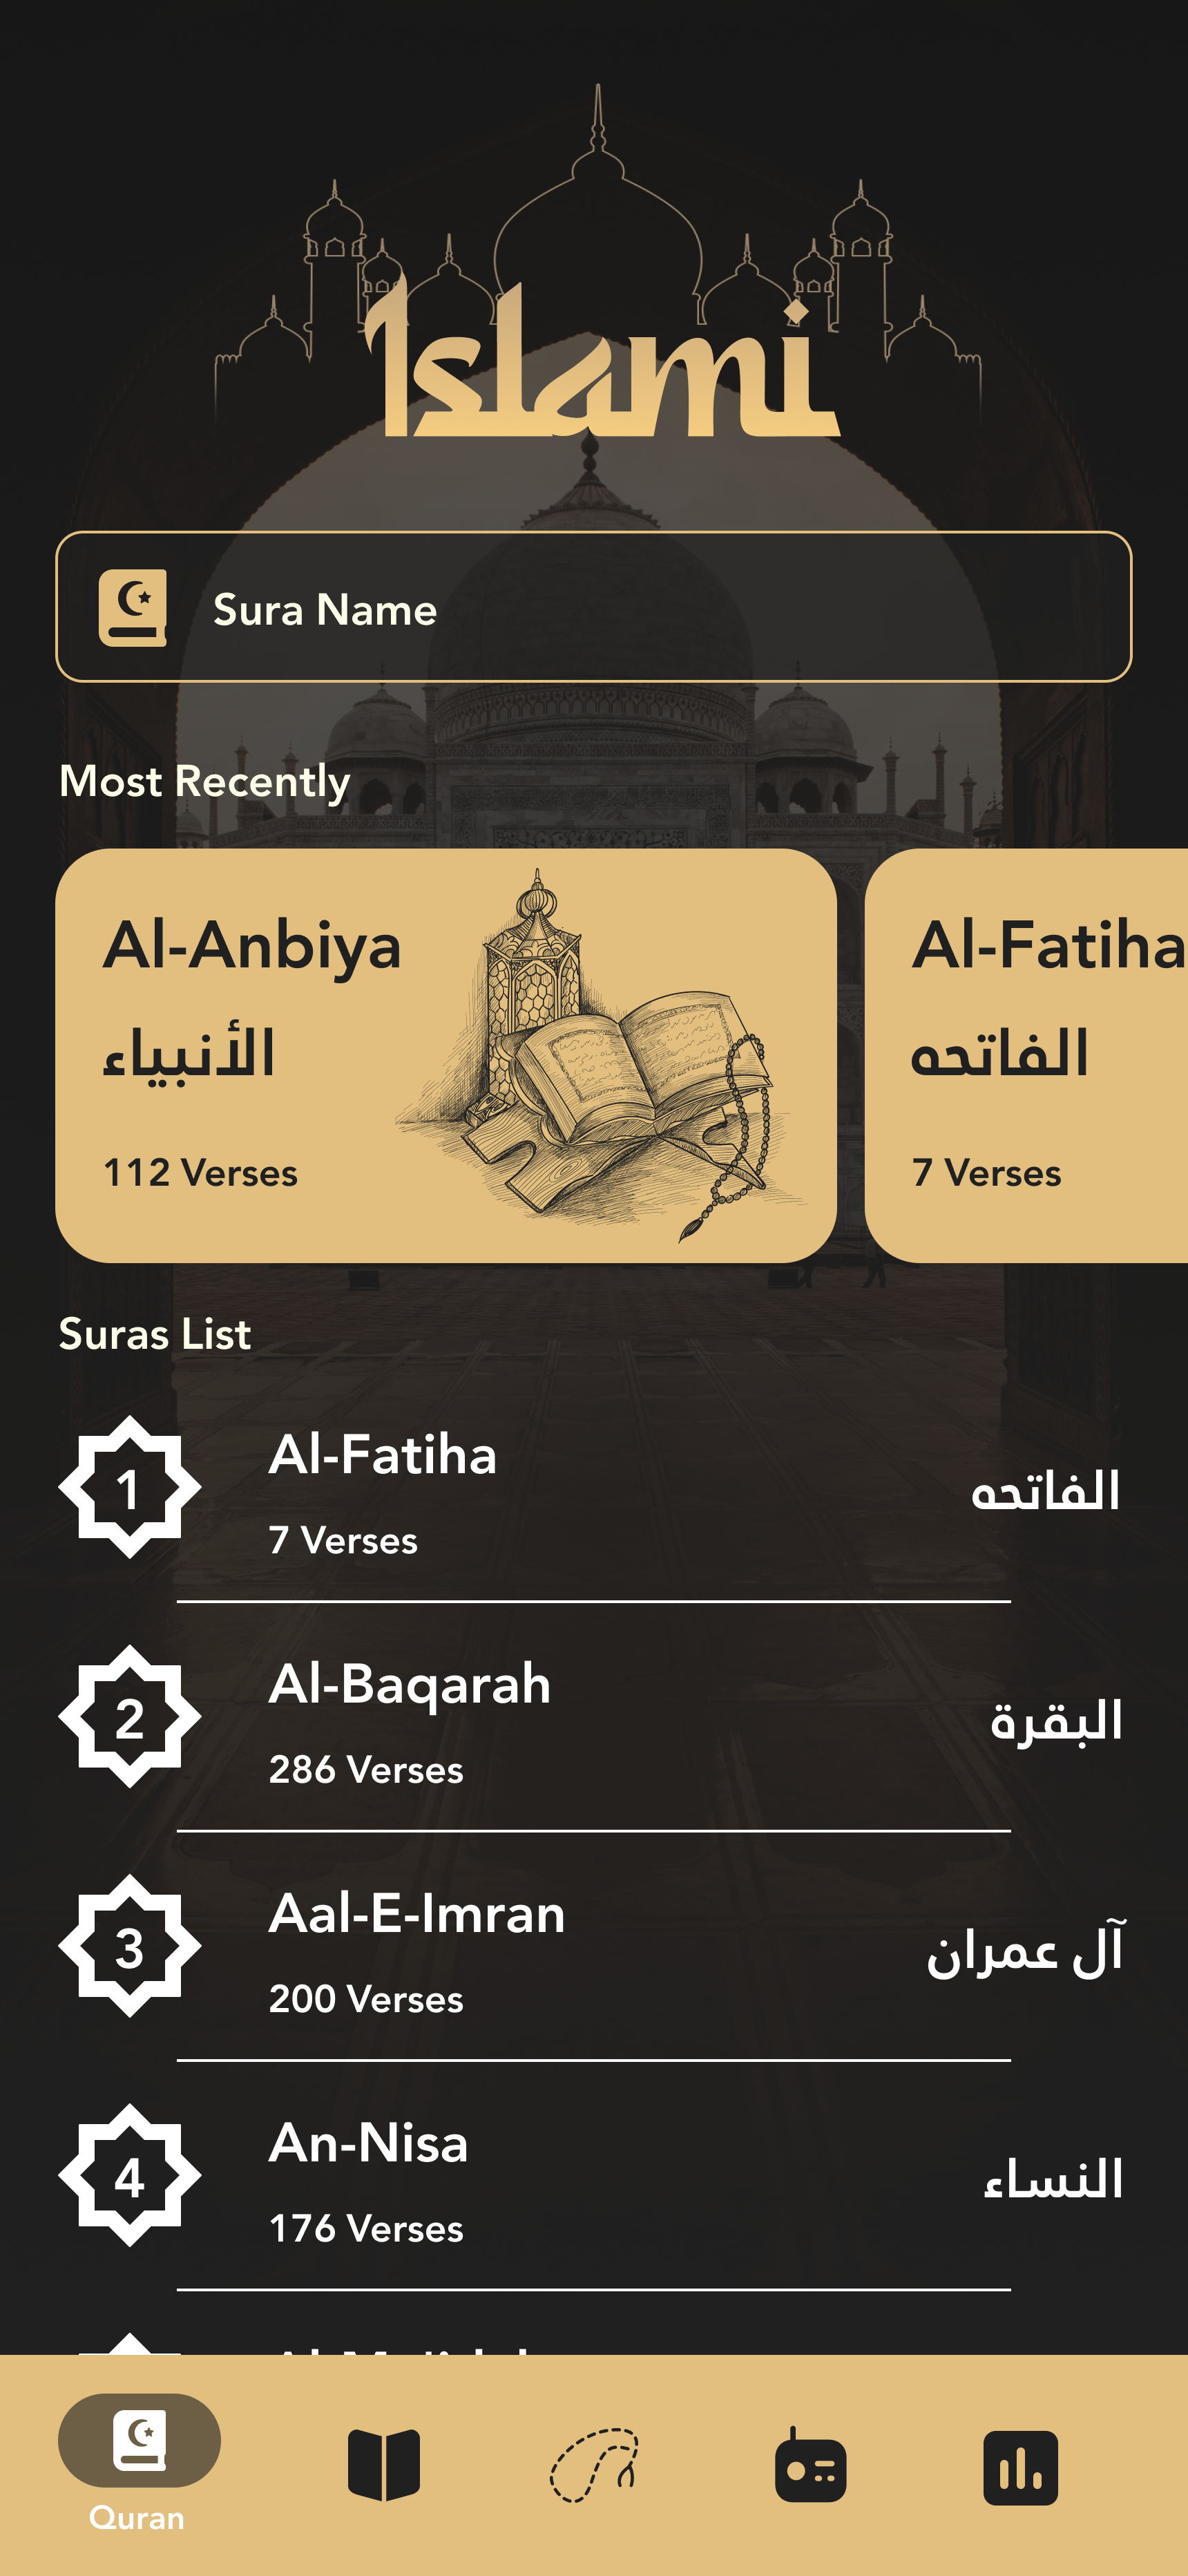 Islami
Sura Name
Most Recently
Al-Anbiya
الأنبياء
112 Verses
Al-Fatiha
الفاتحه
7 Verses
Suras List
1
Al-Fatiha
7 Verses
الفاتحه
2
Al-Baqarah
286 Verses
البقرة
3
Aal-E-Imran
200 Verses
آل عمران
4
An-Nisa
176 Verses
النساء
Quran